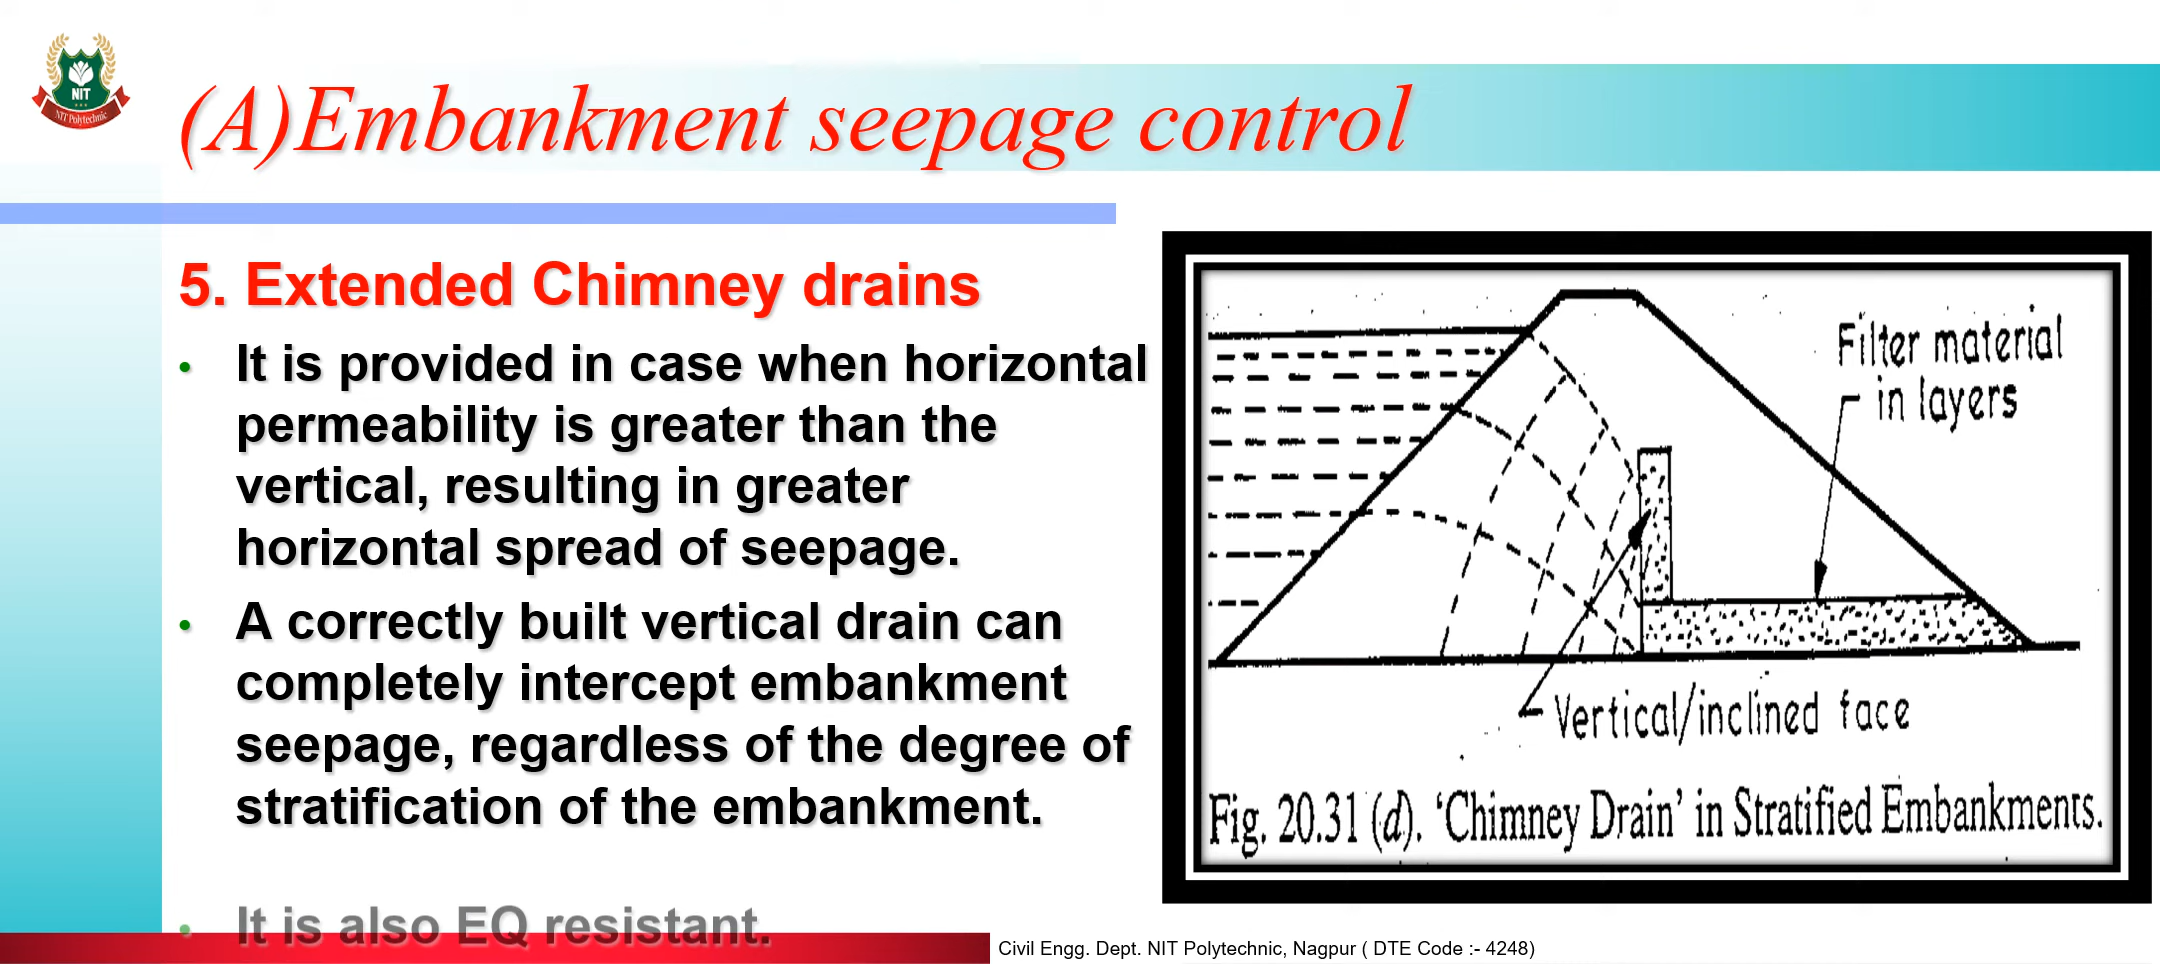 NIT
NIT Polytechnic
(A)Embankment seepage control
5. Extended Chimney drains
• It is provided in case when horizontal
permeability is greater than the
vertical, resulting in greater
horizontal spread of seepage.
• A correctly built vertical drain can
completely intercept embankment
seepage, regardless of the degree of
stratification of the embankment.
• It is also EQ resistant.
Filter material
in layers
Vertical/inclined face
Fig. 20.31 (d). ‘Chimney Drain’ in Stratified Embankments.
Civil Engg. Dept. NIT Polytechnic, Nagpur ( DTE Code :- 4248)